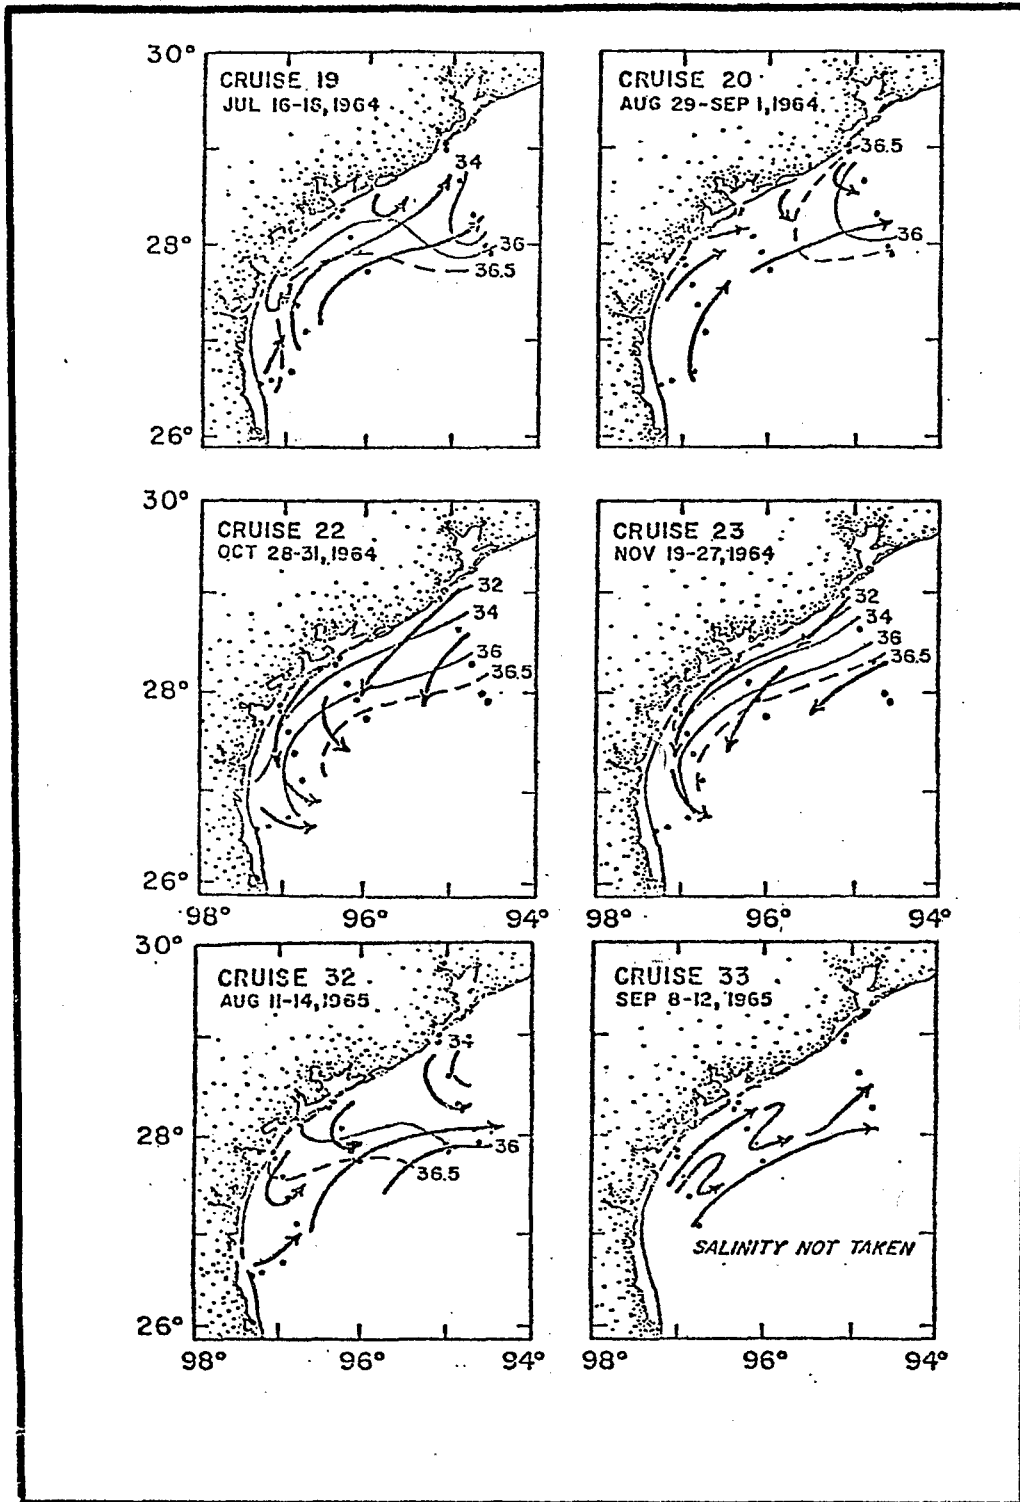 30°
CRUISE 19
JUL 16-18, 1964
34
28°
36
36.5
26°
CRUISE 20
AUG 29-SEP 1, 1964
36.5
36
30°
CRUISE 22
OCT 28-31, 1964
32
34
36
36.5
28°
26°
98° 96° 94°
CRUISE 23
NOV 19-27, 1964
32
34
36
36.5
98° 96° 94°
30°
CRUISE 32
AUG 11-14, 1965
34
28°
36
36.5
26°
98° 96° 94°
CRUISE 33
SEP 8-12, 1965
SALINITY NOT TAKEN
98° 96° 94°